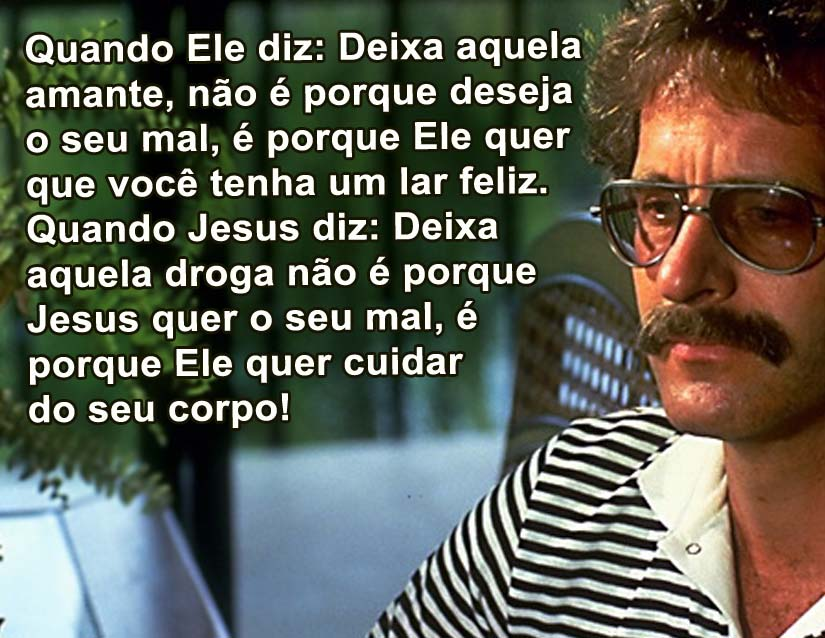 Quando Ele diz: Deixa aquela
amante, não é porque deseja
o seu mal, é porque Ele quer
que você tenha um lar feliz.
Quando Jesus diz: Deixa
aquela droga não é porque
Jesus quer o seu mal, é
porque Ele quer cuidar
do seu corpo!